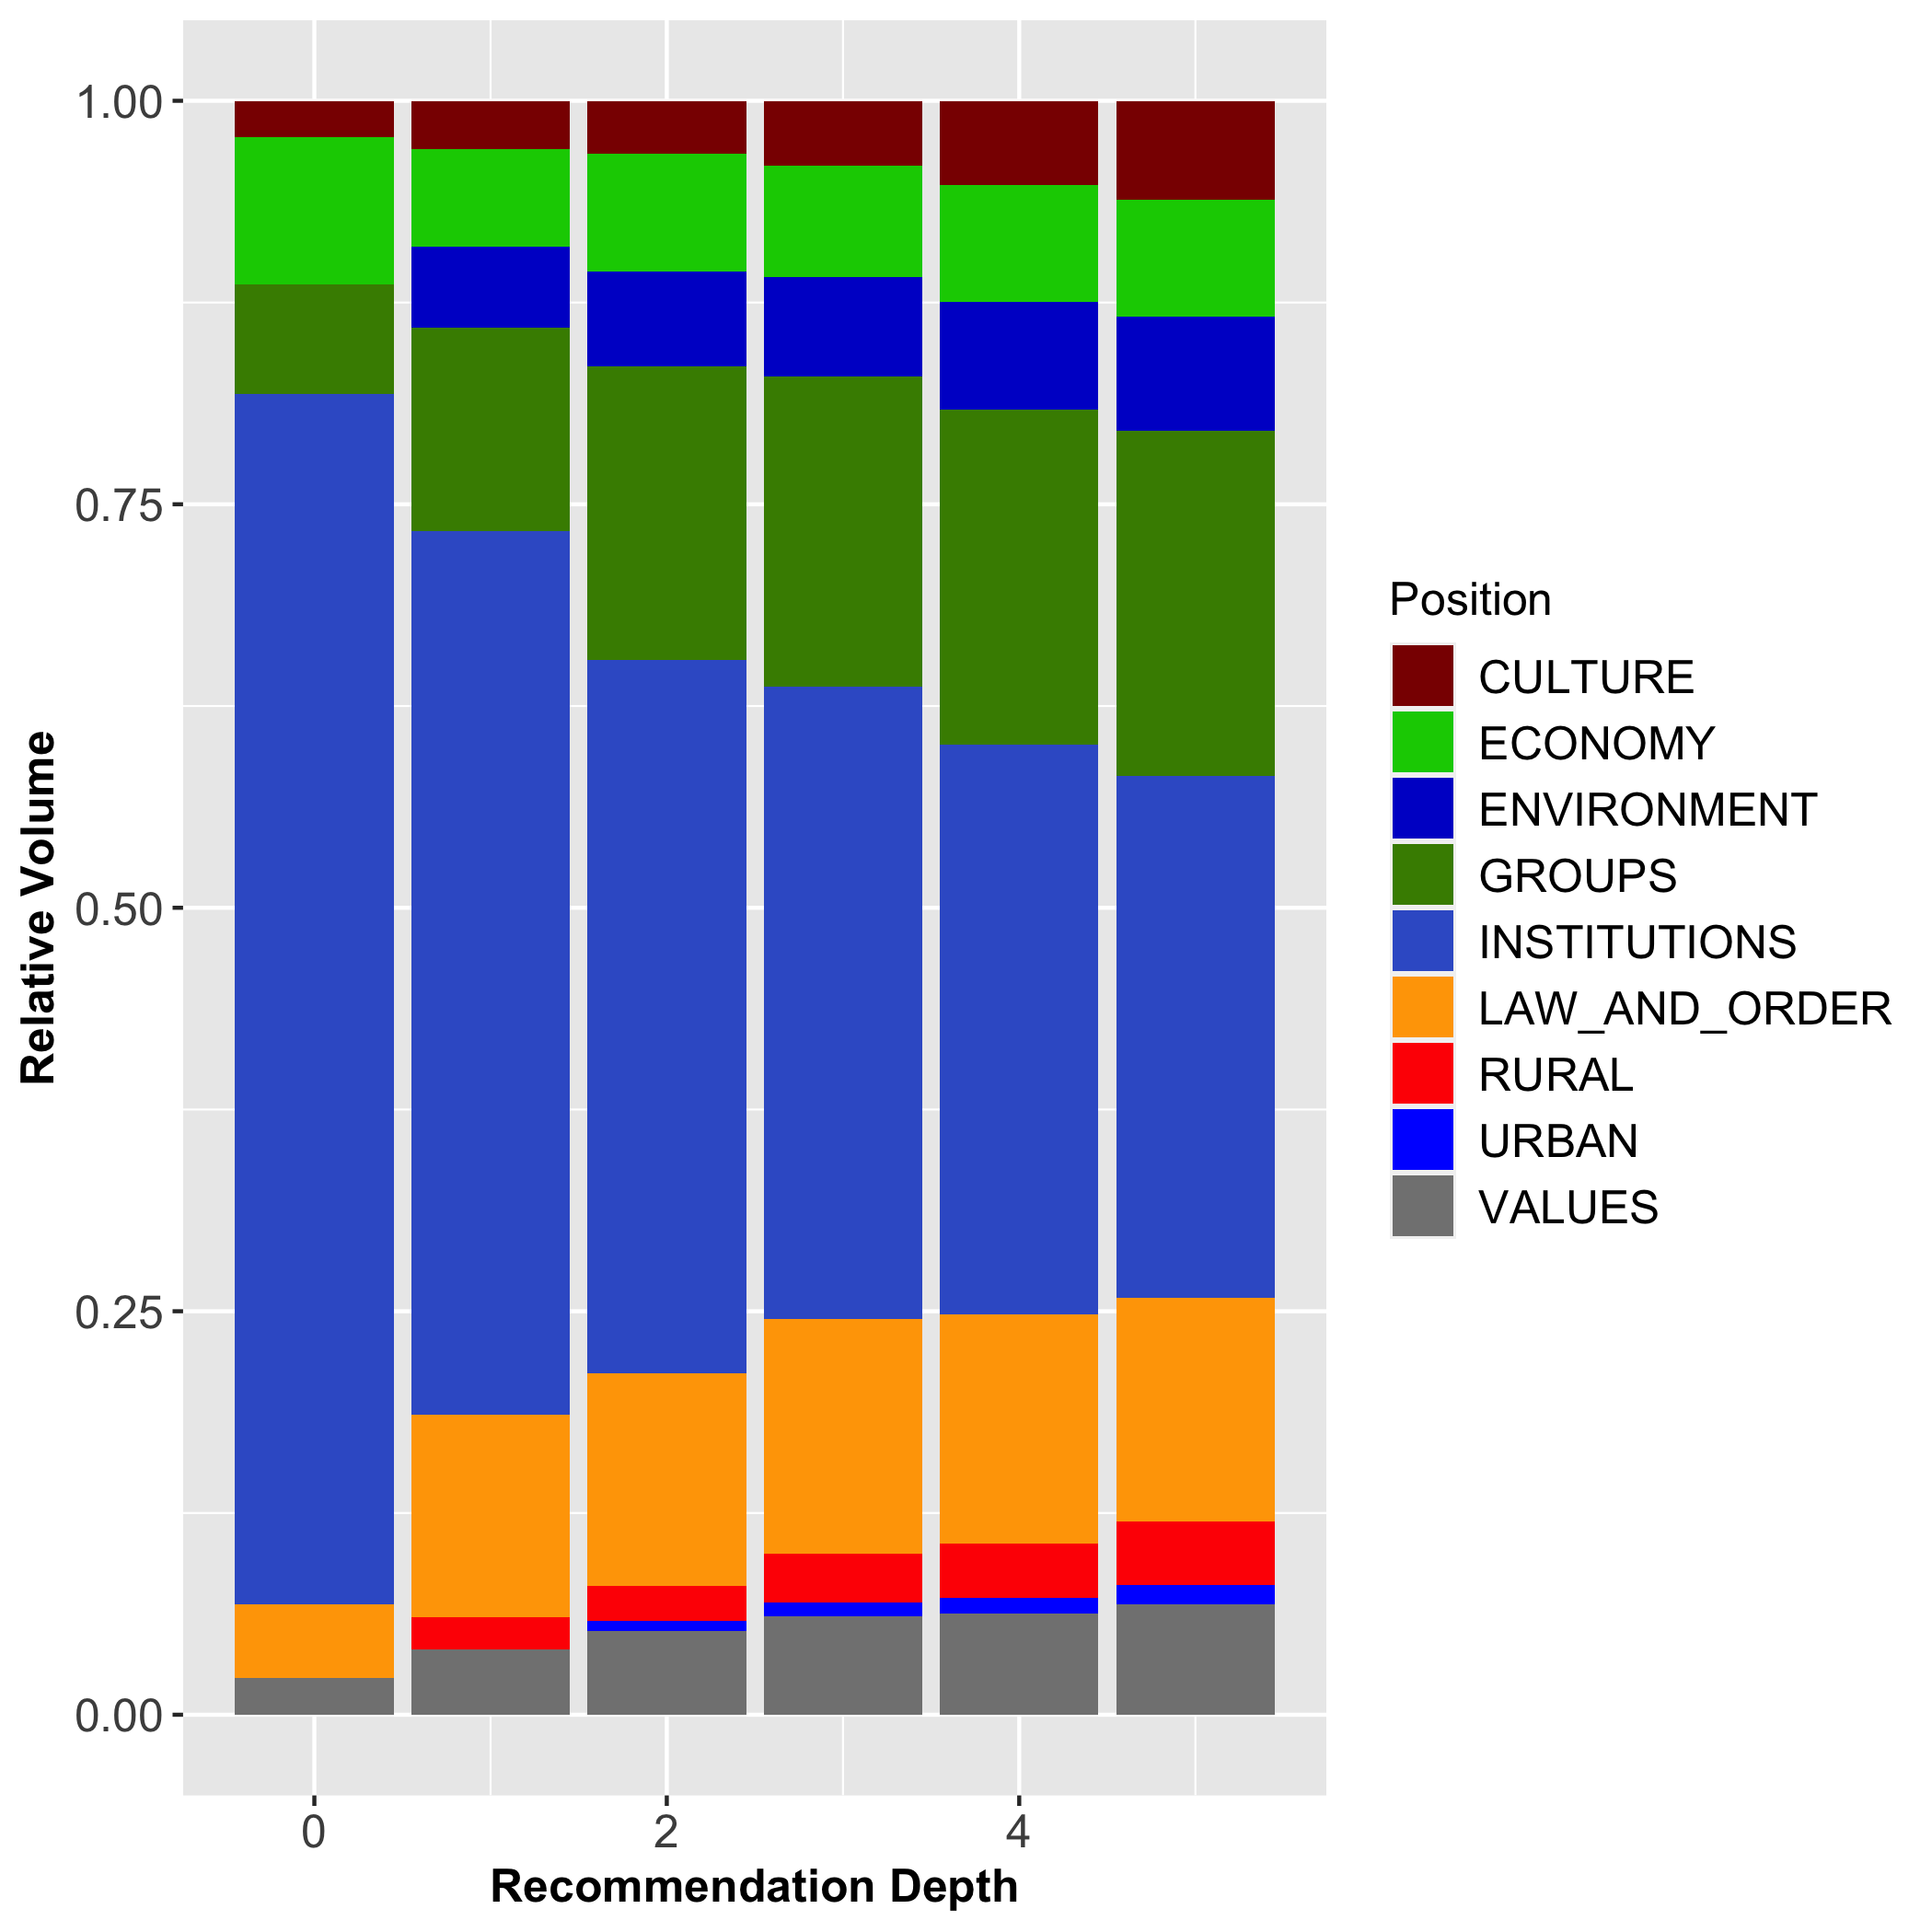 1.00
0.75
0.50
0.25
0.00
Relative Volume
0 2 4
Recommendation Depth
Position
CULTURE
ECONOMY
ENVIRONMENT
GROUPS
INSTITUTIONS
LAW_AND_ORDER
RURAL
URBAN
VALUES